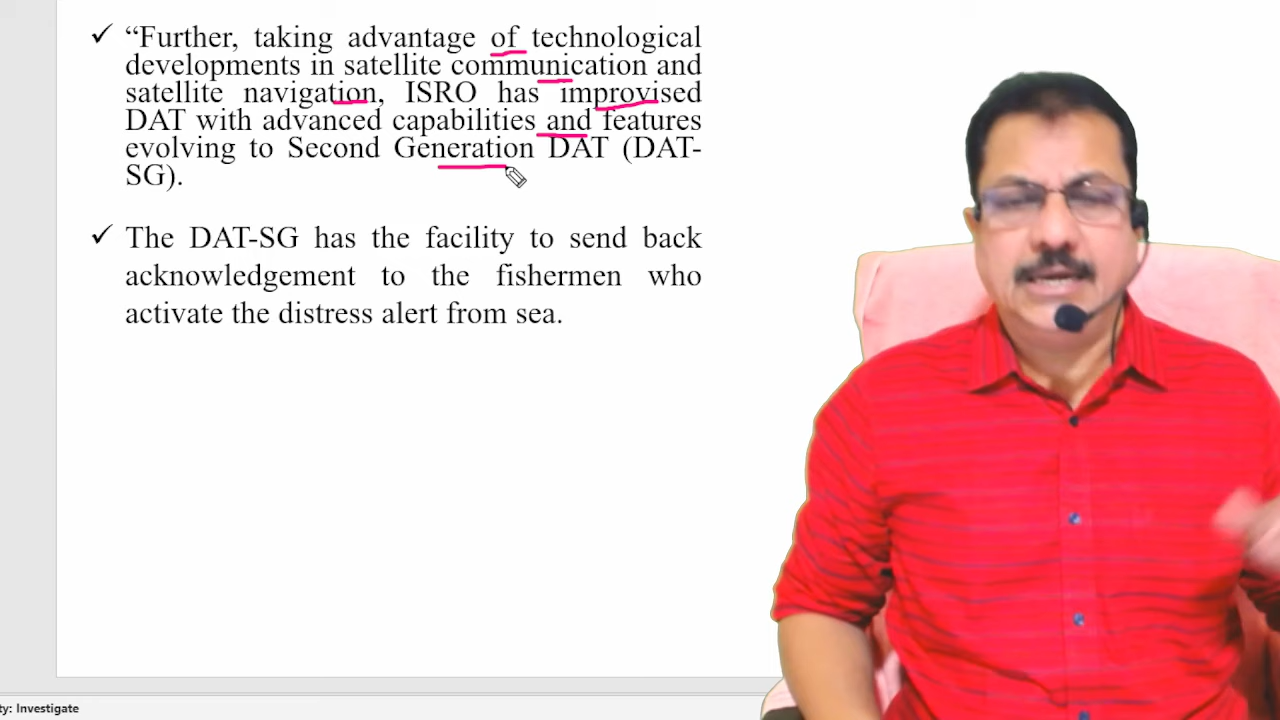 ✓ “Further, taking advantage of technological
developments in satellite communication and
satellite navigation, ISRO has improvised
DAT with advanced capabilities and features
evolving to Second Generation DAT (DAT-
SG).
✓ The DAT-SG has the facility to send back
acknowledgement to the fishermen who
activate the distress alert from sea.
ty: Investigate